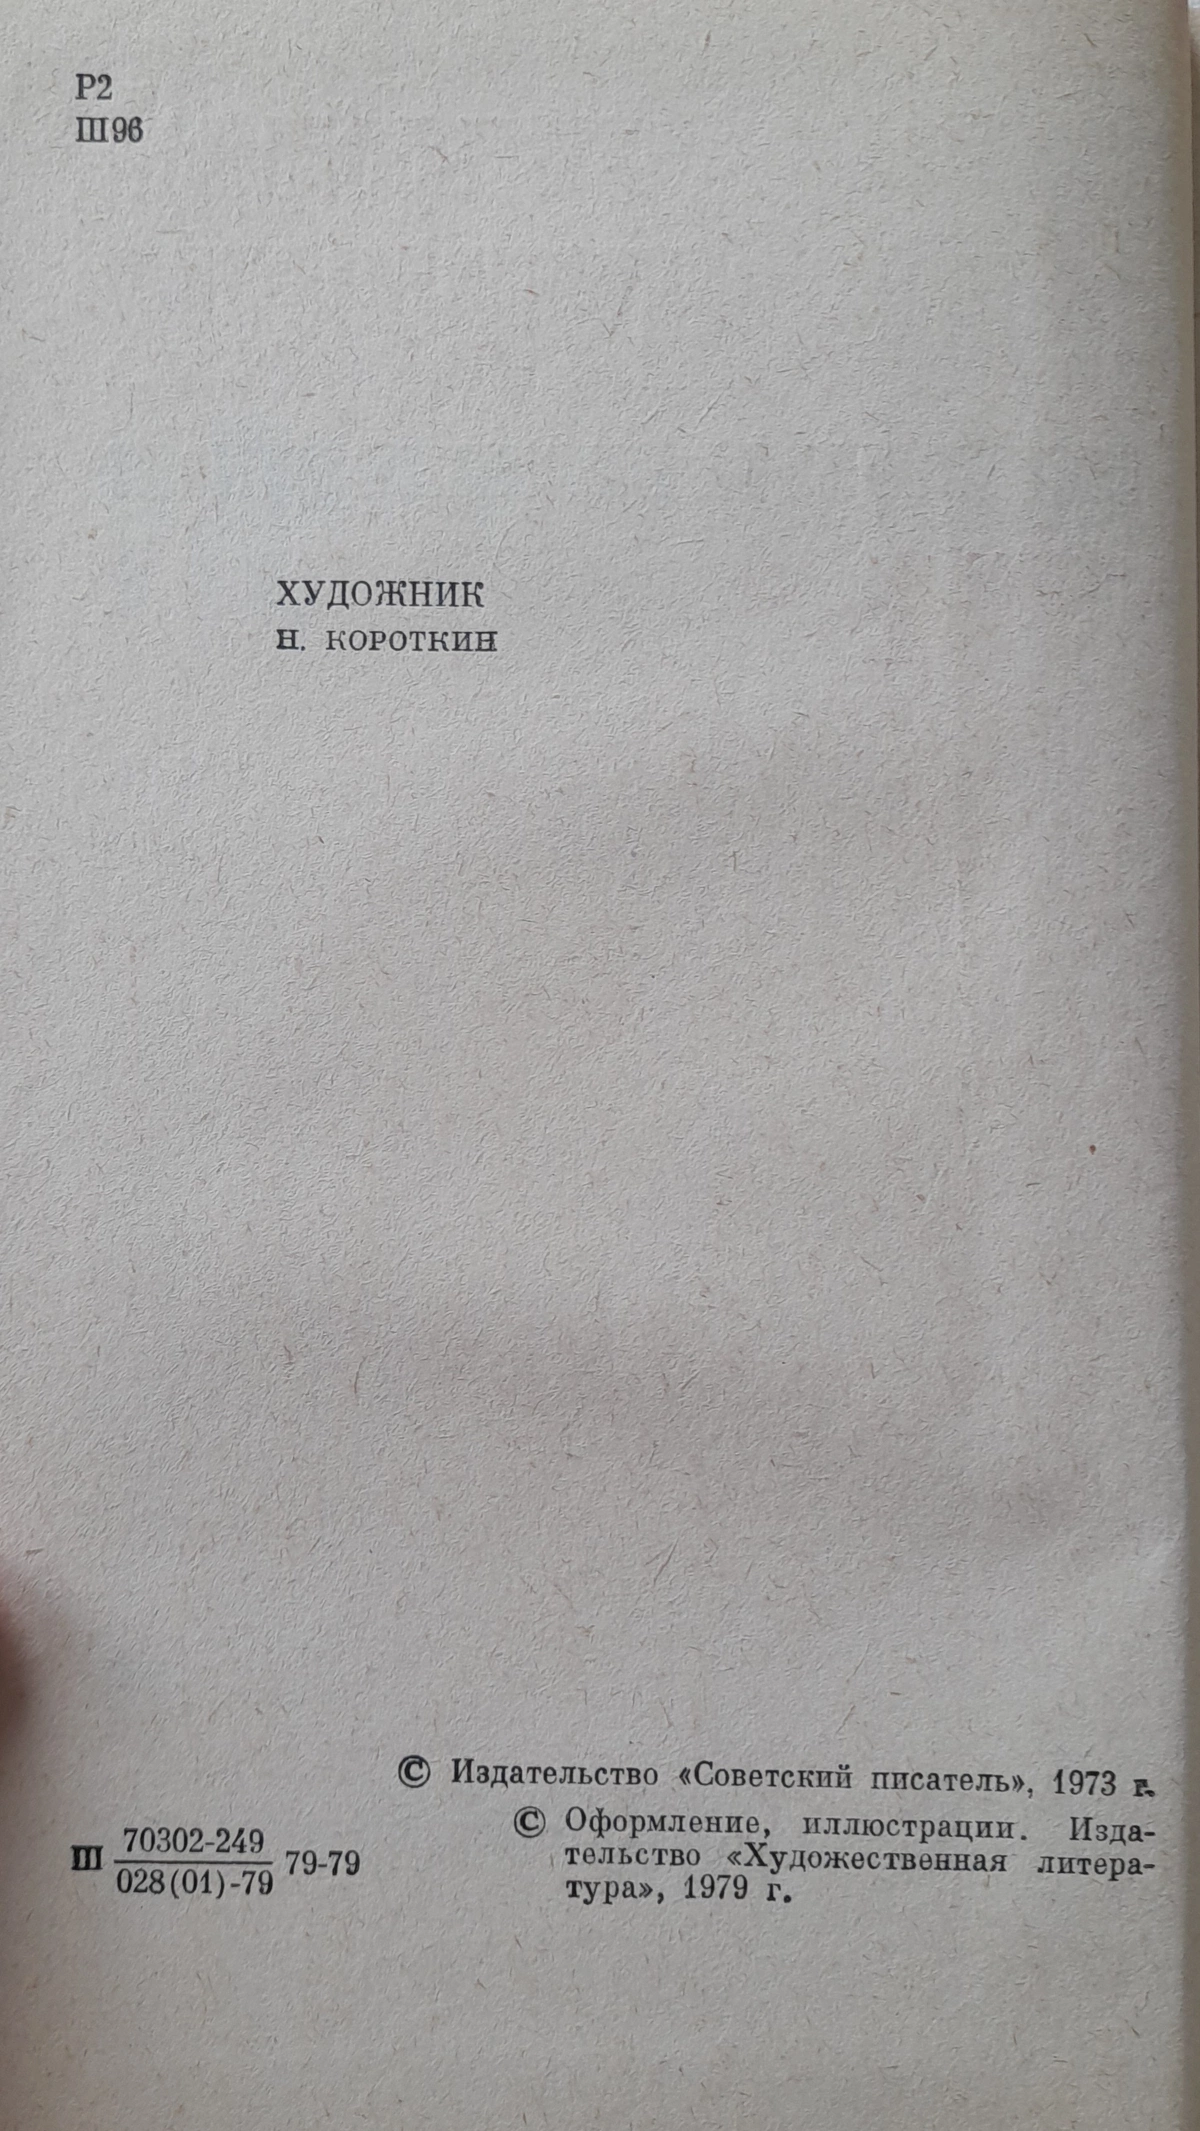 Р2
Ш96
ХУДОЖНИК
Н. КОРОТКИН
© Издательство «Советский писатель», 1973 г.
© Оформление, иллюстрации. Изда-
тельство «Художественная литера-
тура», 1979 г.
Ш 70302-249
028(01)-79 79-79